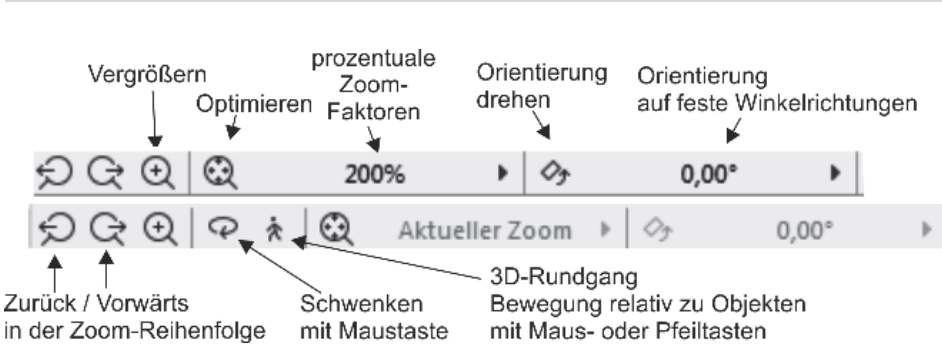 Vergrößern
Optimieren
prozentuale
Zoom-
Faktoren
Orientierung
drehen
Orientierung
auf feste Winkelrichtungen
200%
0,00°
Aktueller Zoom
0,00°
Zurück / Vorwärts
in der Zoom-Reihenfolge
Schwenken
mit Maustaste
3D-Rundgang
Bewegung relativ zu Objekten
mit Maus- oder Pfeiltasten